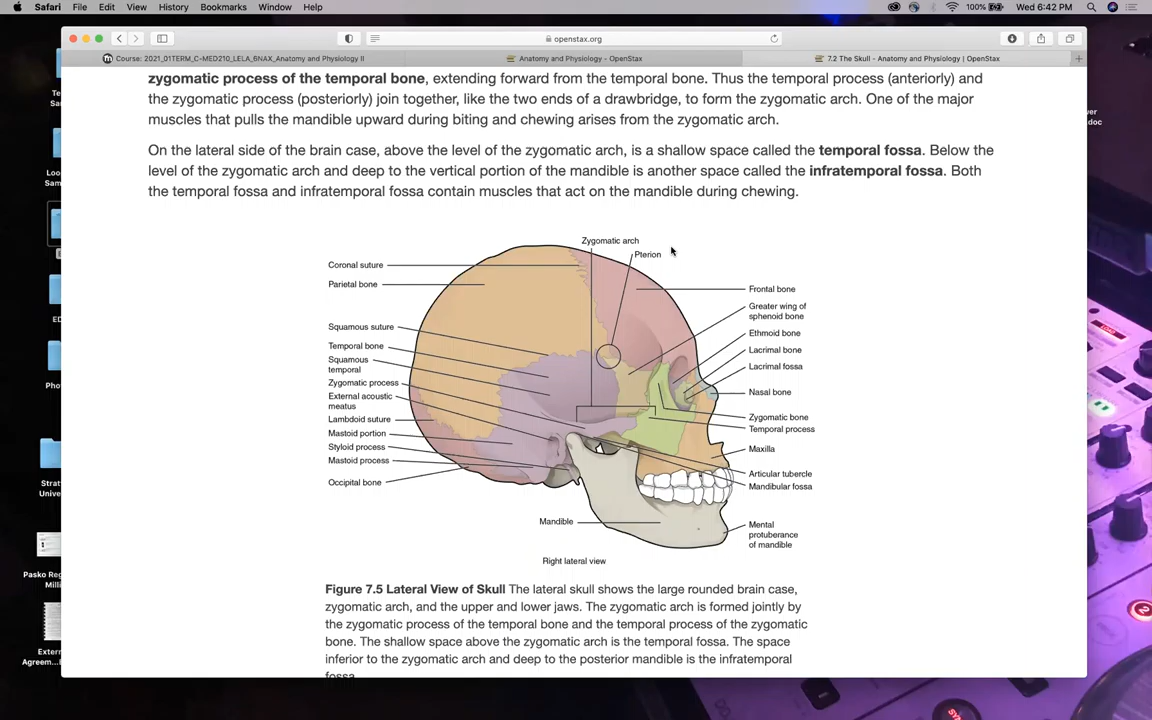 Safari File Edit View History Bookmarks Window Help 100% Wed 6:42 PM
openstax.org
Course: 2021_01TERM_C-MED210_LELA_6NAX_Anatomy and Physiology II
Anatomy and Physiology - OpenStax
7.2 The Skull - Anatomy and Physiology | OpenStax
zygomatic process of the temporal bone, extending forward from the temporal bone. Thus the temporal process (anteriorly) and
the zygomatic process (posteriorly) join together, like the two ends of a drawbridge, to form the zygomatic arch. One of the major
muscles that pulls the mandible upward during biting and chewing arises from the zygomatic arch.
On the lateral side of the brain case, above the level of the zygomatic arch, is a shallow space called the temporal fossa. Below the
level of the zygomatic arch and deep to the vertical portion of the mandible is another space called the infratemporal fossa. Both
the temporal fossa and infratemporal fossa contain muscles that act on the mandible during chewing.
Zygomatic arch
Pterion
Coronal suture
Parietal bone
Squamous suture
Temporal bone
Squamous
temporal
Zygomatic process
External acoustic
meatus
Lambdoid suture
Mastoid portion
Styloid process
Mastoid process
Occipital bone
Frontal bone
Greater wing of
sphenoid bone
Ethmoid bone
Lacrimal bone
Lacrimal fossa
Nasal bone
Zygomatic bone
Temporal process
Maxilla
Articular tubercle
Mandibular fossa
Mandible
Mental
protuberance
of mandible
Right lateral view
Figure 7.5 Lateral View of Skull The lateral skull shows the large rounded brain case,
zygomatic arch, and the upper and lower jaws. The zygomatic arch is formed jointly by
the zygomatic process of the temporal bone and the temporal process of the zygomatic
bone. The shallow space above the zygomatic arch is the temporal fossa. The space
inferior to the zygomatic arch and deep to the posterior mandible is the infratemporal
fossa.
Pasko Reg
Milli
Agreem...